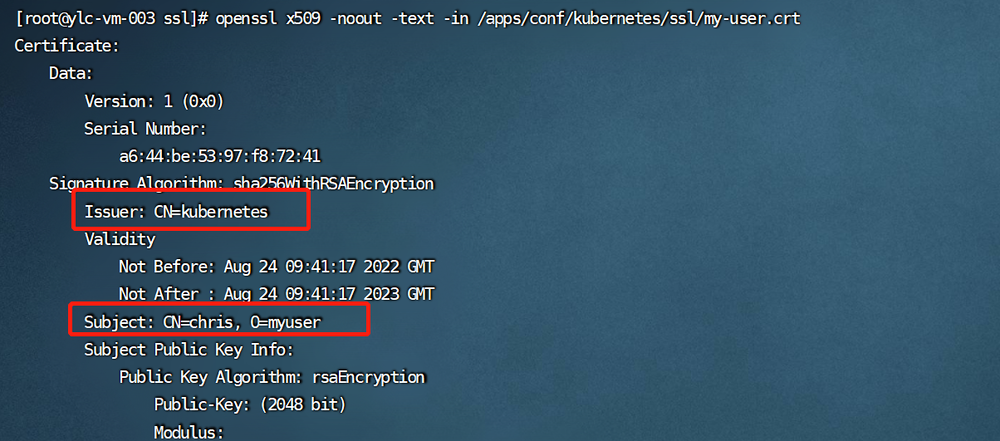 [root@ylc-vm-003 ssl]# openssl x509 -noout -text -in /apps/conf/kubernetes/ssl/my-user.crt
Certificate:
Data:
Version: 1 (0x0)
Serial Number:
a6:44:be:53:97:f8:72:41
Signature Algorithm: sha256WithRSAEncryption
Issuer: CN=kubernetes
Validity
Not Before: Aug 24 09:41:17 2022 GMT
Not After : Aug 24 09:41:17 2023 GMT
Subject: CN=chris, O=myuser
Subject Public Key Info:
Public Key Algorithm: rsaEncryption
Public-Key: (2048 bit)
Modulus: